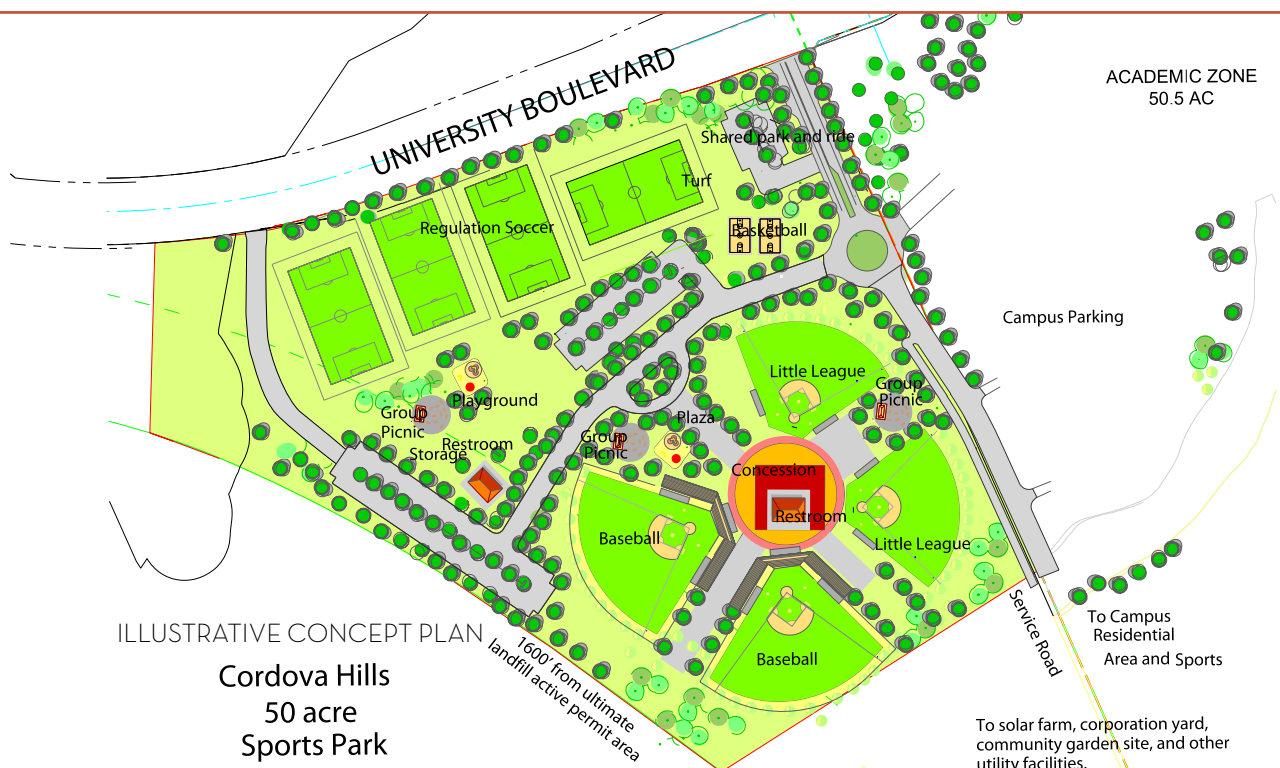 UNIVERSITY BOULEVARD
ACADEMIC ZONE
50.5 AC
Shared park and ride
Turf
Regulation Soccer
Basketball
Campus Parking
Little League
Group
Picnic
Playground
Group
Picnic
Plaza
Restroom
Storage
Group
Picnic
Concession
Restroom
Baseball
Little League
Baseball
Service Road
To Campus
Residential
Area and Sports
ILLUSTRATIVE CONCEPT PLAN
Cordova Hills
50 acre
Sports Park
1600' from ultimate
landfill active permit area
To solar farm, corporation yard,
community garden site, and other
utility facilities.